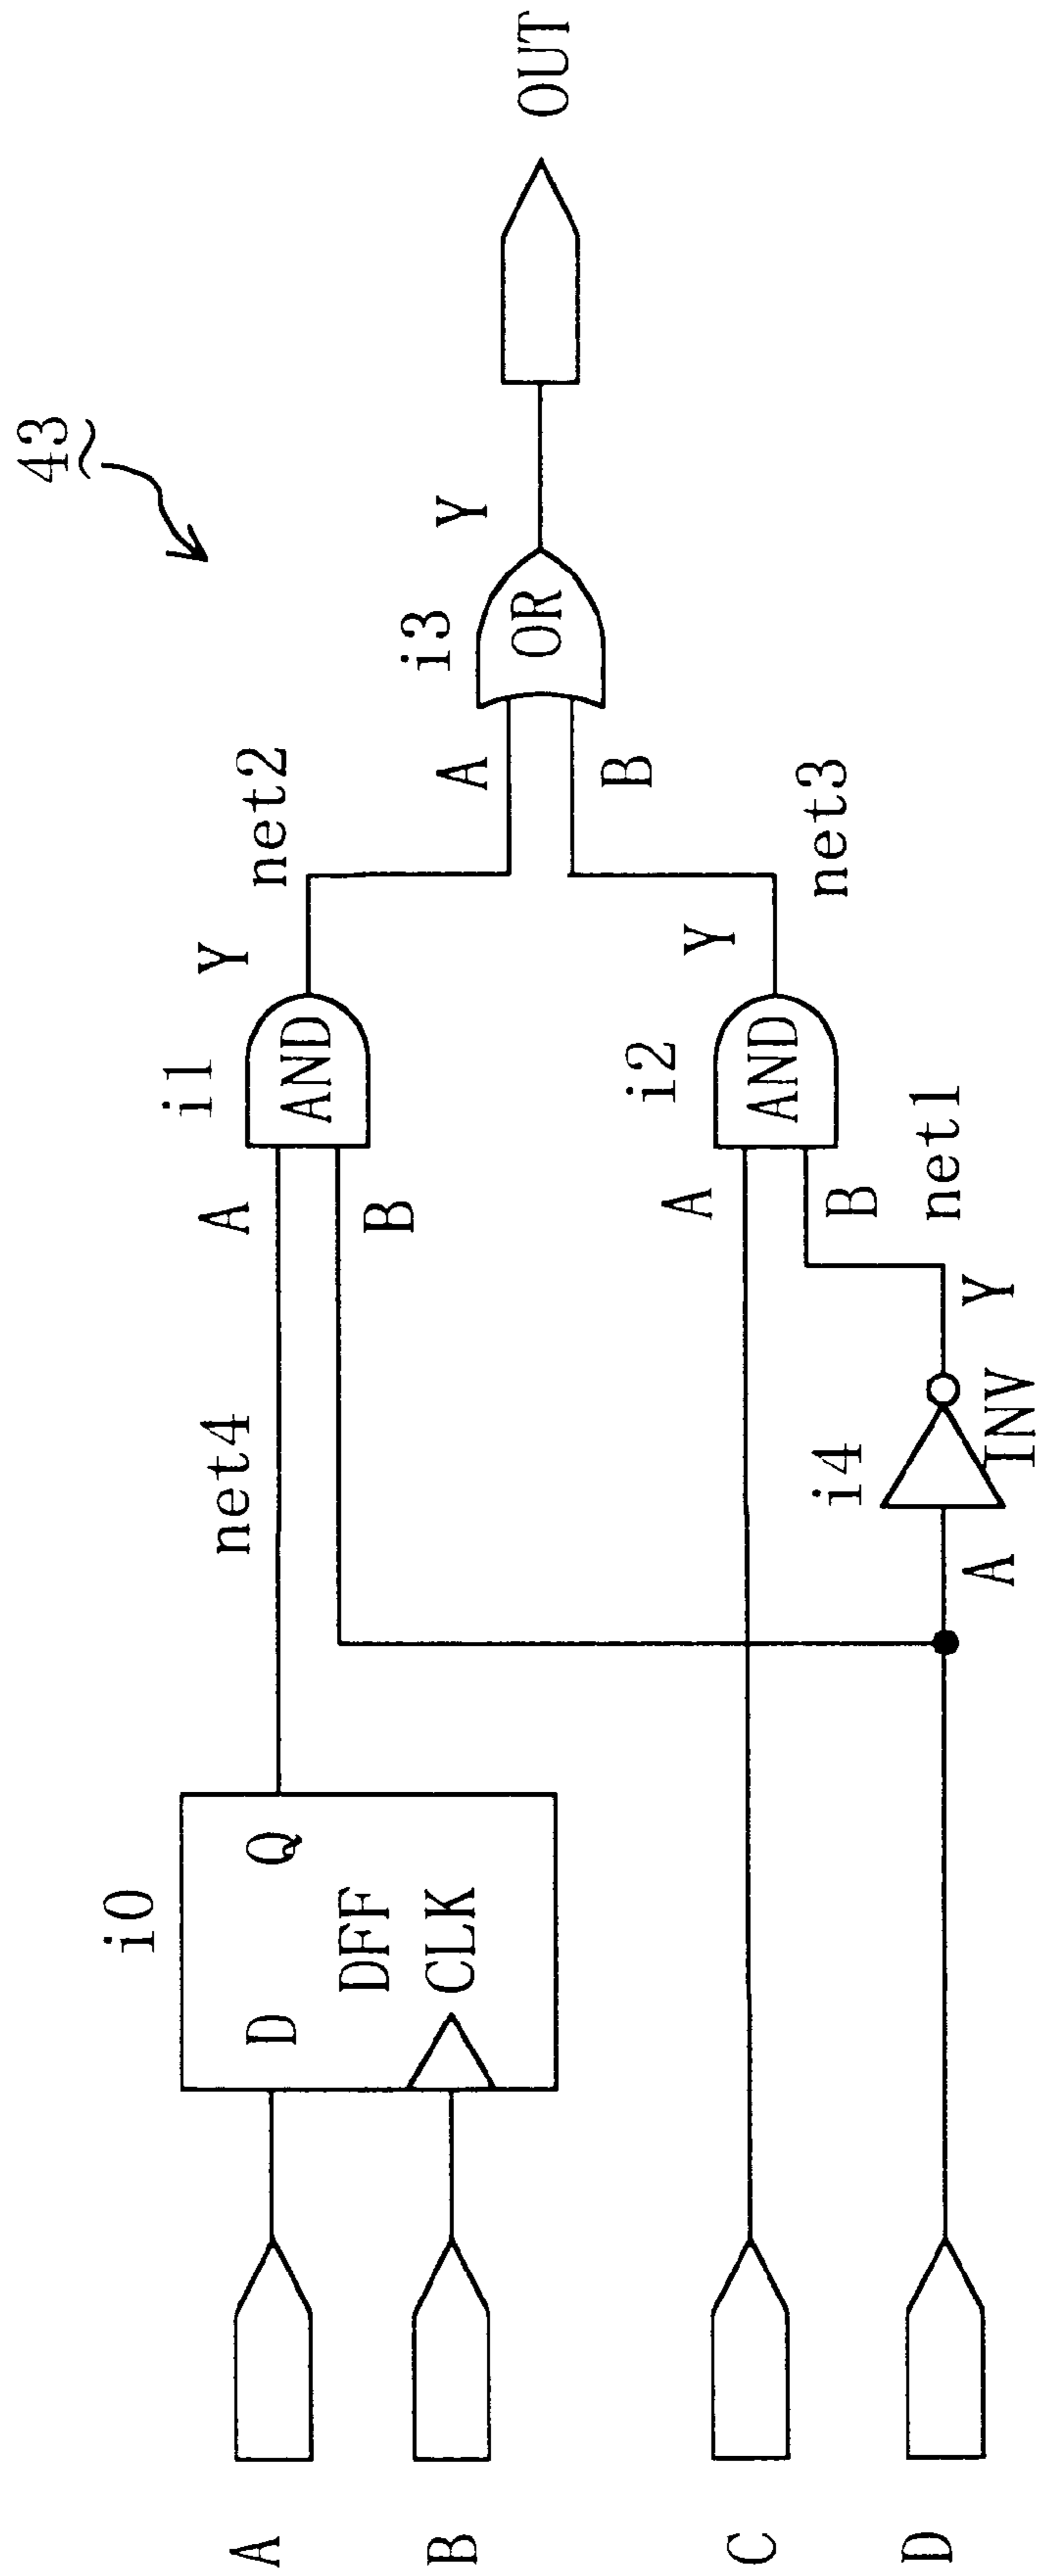 43
i0
D
Q
DFF
CLK
net4
i1
A
B
AND
Y
net2
i3
A
B
OR
Y
OUT
i2
A
B
AND
Y
net3
net1
i4
A
INV
Y
A
B
C
D